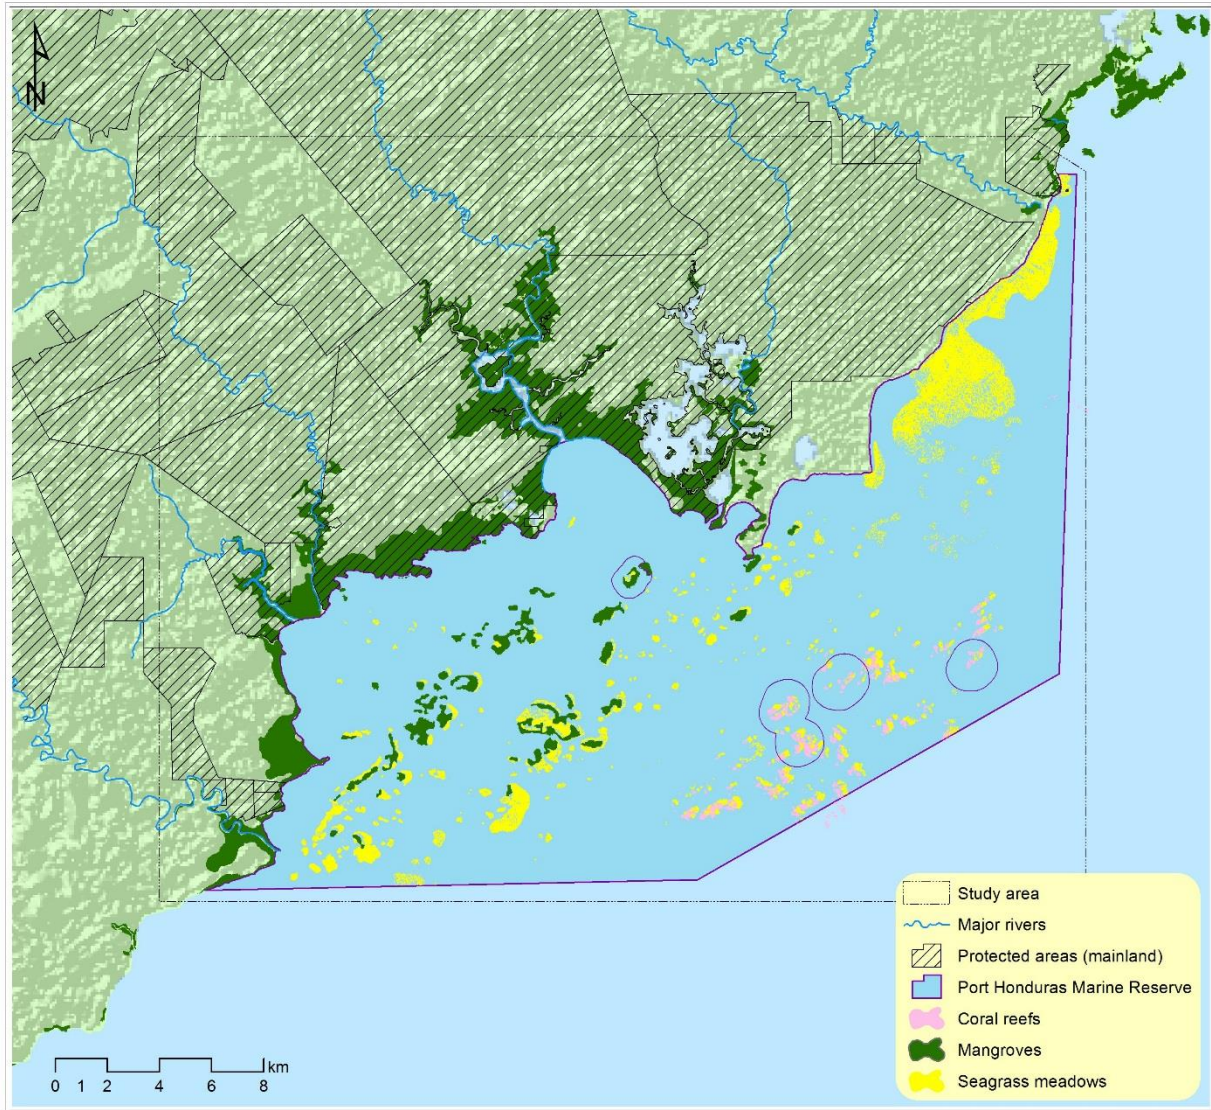 N
Study area
Major rivers
Protected areas (mainland)
Port Honduras Marine Reserve
Coral reefs
Mangroves
Seagrass meadows
km
0 1 2 4 6 8